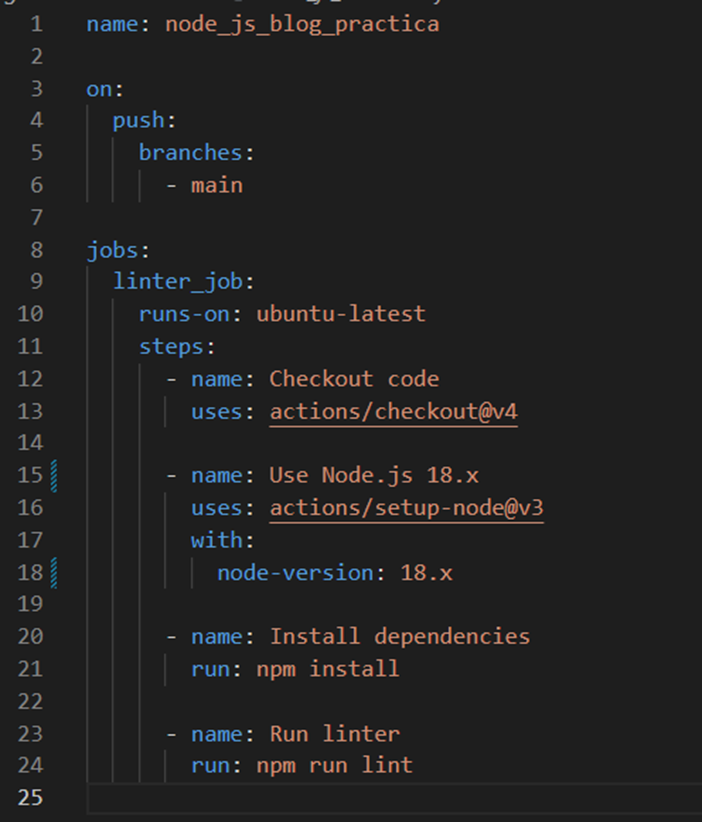 1 name: node_js_blog_practica
2
3 on:
4   push:
5     branches:
6       - main
7
8 jobs:
9   linter_job:
10     runs-on: ubuntu-latest
11     steps:
12       - name: Checkout code
13         uses: actions/checkout@v4
14
15       - name: Use Node.js 18.x
16         uses: actions/setup-node@v3
17         with:
18           node-version: 18.x
19
20       - name: Install dependencies
21         run: npm install
22
23       - name: Run linter
24         run: npm run lint
25